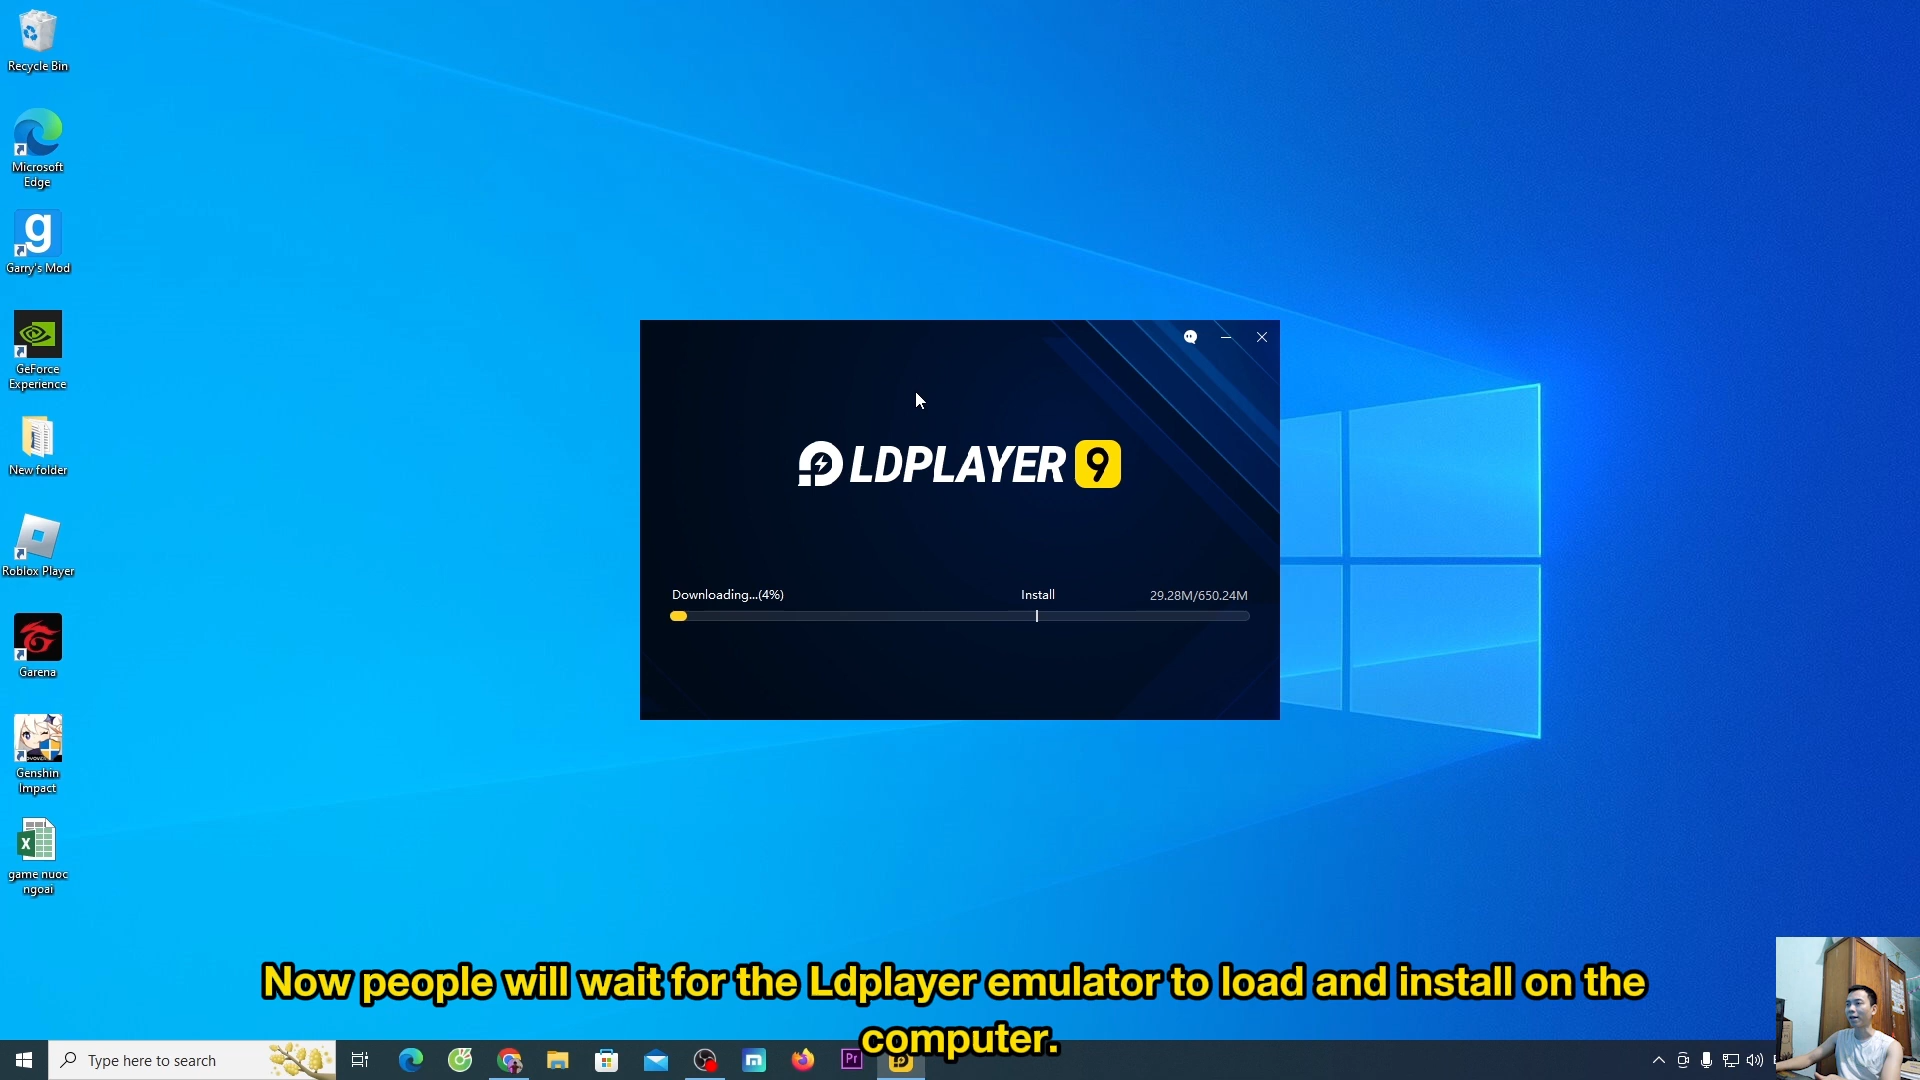 Recycle Bin
Microsoft
Edge
g
Garry's Mod
GeForce
Experience
New folder
Roblox Player
Garena
Genshin
Impact
X
game nuoc
ngoai
LDPLAYER 9
Downloading...(4%)
Install
29.28M/650.24M
Now people will wait for the Ldplayer emulator to load and install on the
computer.
Type here to search
Pr